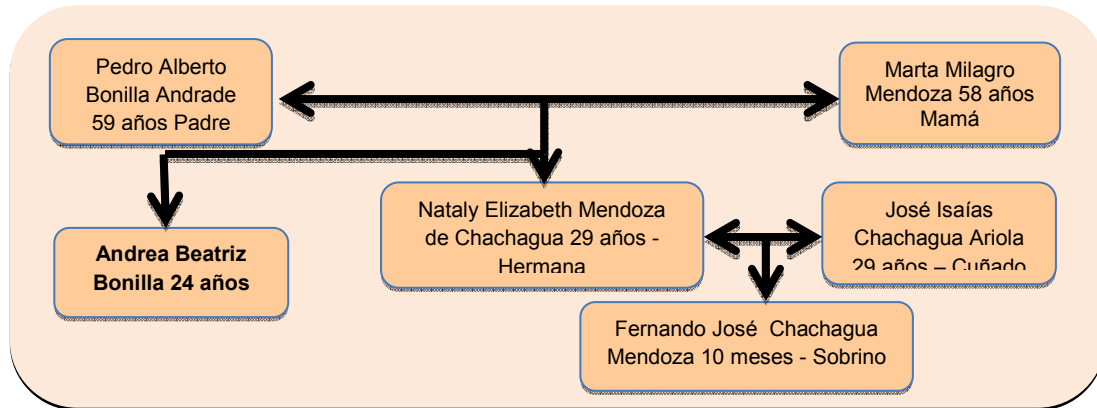 Pedro Alberto
Bonilla Andrade
59 años Padre
Marta Milagro
Mendoza 58 años
Mamá
Andrea Beatriz
Bonilla 24 años
Nataly Elizabeth Mendoza
de Chachagua 29 años -
Hermana
José Isaías
Chachagua Ariola
29 años – Cuñado
Fernando José  Chachagua
Mendoza 10 meses - Sobrino